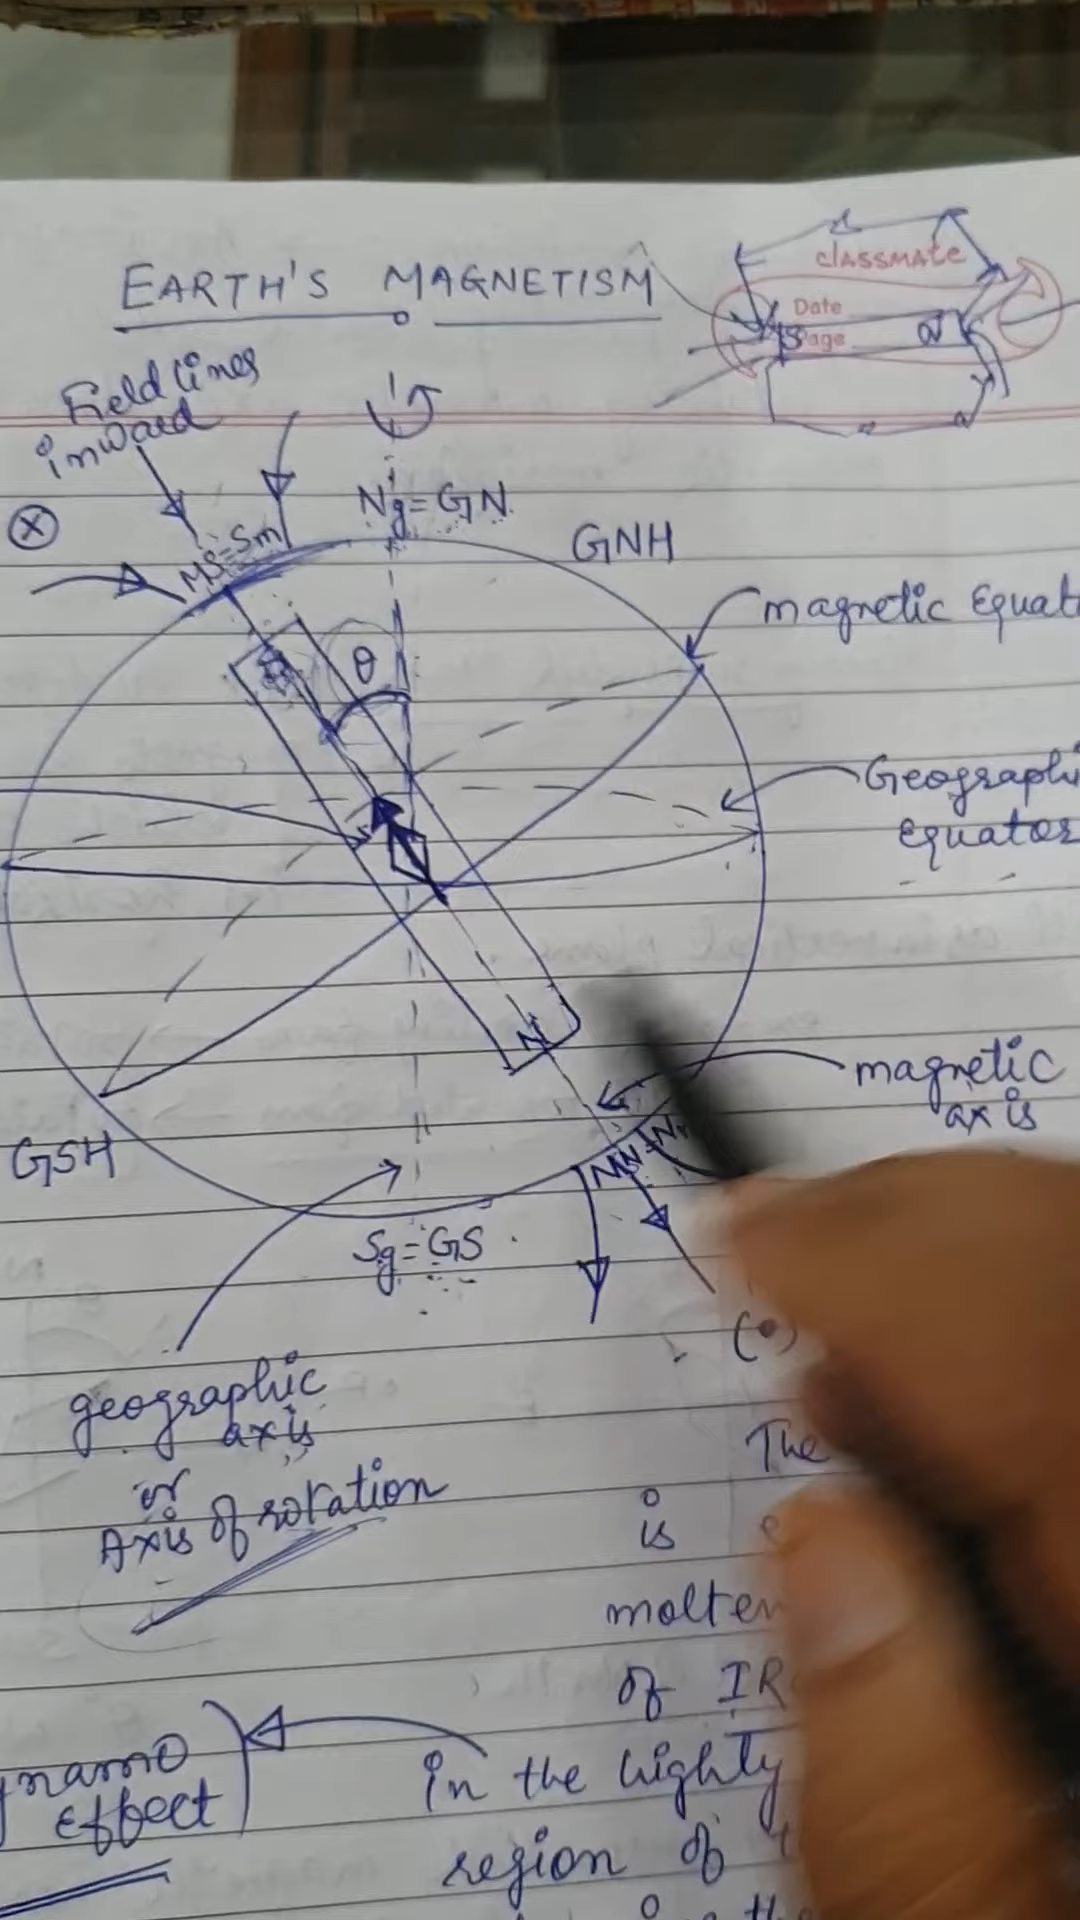 EARTH'S MAGNETISM
classmate
Date
Page
S
N
Field lines
inward
Ng=GN
GNH
MS=Sm
θ
magnetic Equat
Geographi
Equator
N
magnetic
axis
GSH
MN
Sg=GS
geographic
axis
or
Axis of rotation
The
is
molten
of IR
namo
Effect
in the highly
region of